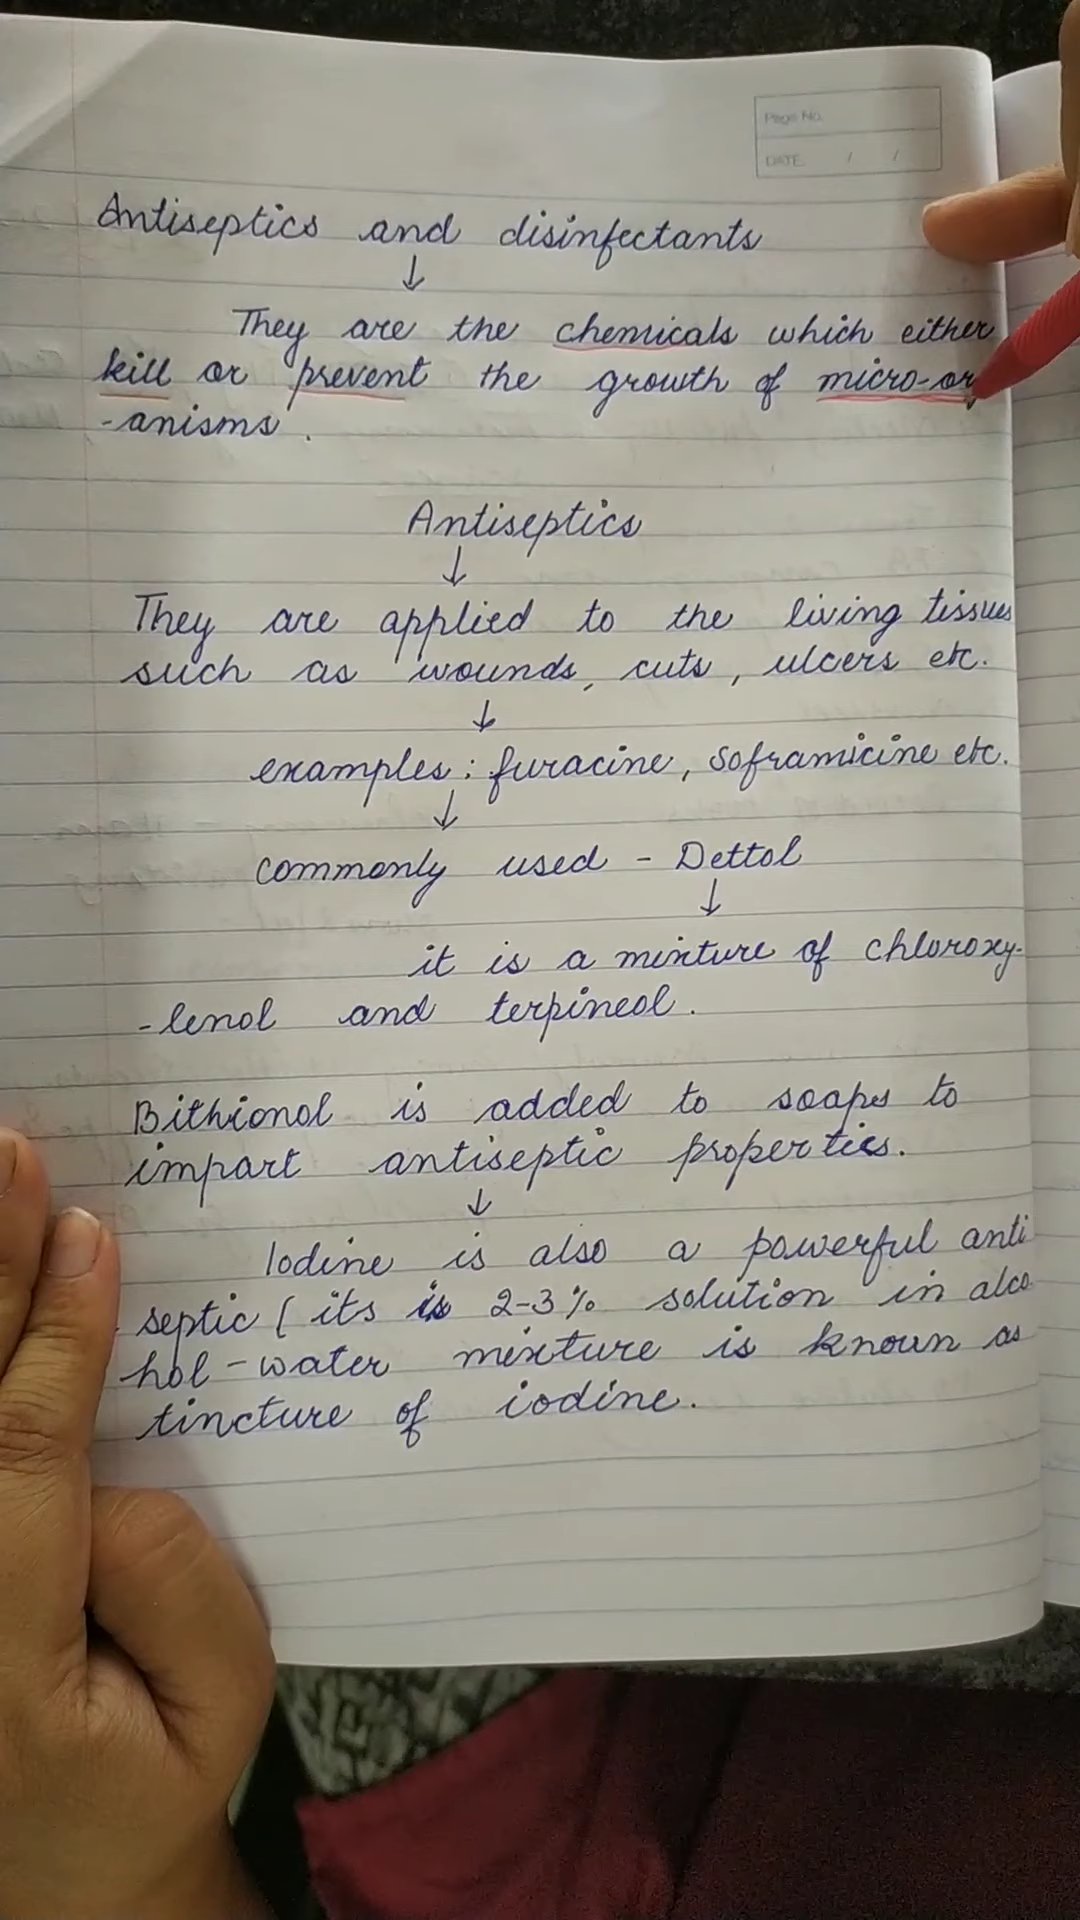 Page No.
DATE / /
Antiseptics and disinfectants
↓
They are the chemicals which either
kill or prevent the growth of micro-org
-anisms.
Antiseptics
↓
They are applied to the living tissues
such as wounds, cuts, ulcers etc.
↓
examples: furacine, soframicine etc.
↓
commonly used - Dettol
↓
it is a mixture of chloroxy-
-lenol and terpineol.
Bithionol is added to soaps to
impart antiseptic properties.
↓
Iodine is also a powerful anti
-septic (its is 2-3% solution in alco
hol-water mixture is known as
tincture of iodine.